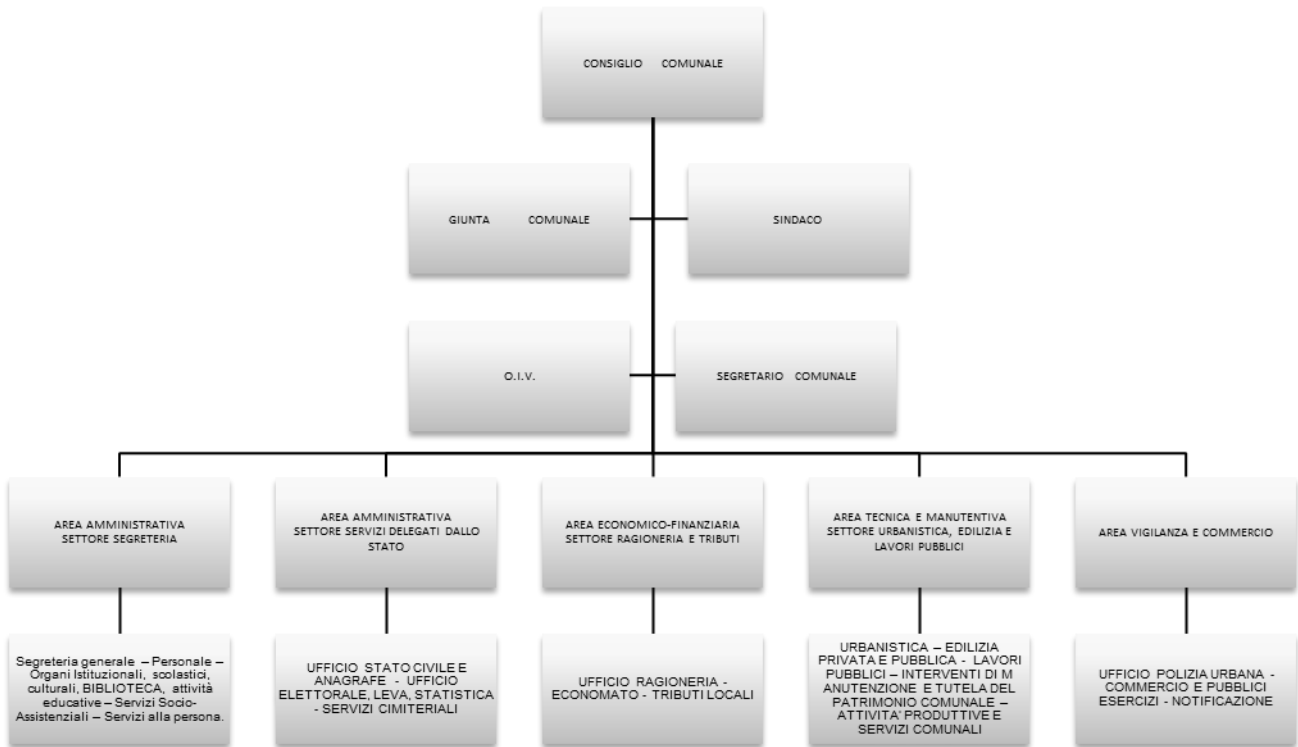 CONSIGLIO COMUNALE
GIUNTA COMUNALE
SINDACO
O.I.V.
SEGRETARIO COMUNALE
AREA AMMINISTRATIVA
SETTORE SEGRETERIA
AREA AMMINISTRATIVA
SETTORE SERVIZI DELEGATI DALLO
STATO
AREA ECONOMICO-FINANZIARIA
SETTORE RAGIONERIA E TRIBUTI
AREA TECNICA E MANUTENTIVA
SETTORE URBANISTICA, EDILIZIA E
LAVORI PUBBLICI
AREA VIGILANZA E COMMERCIO
Segreteria generale – Personale –
Organi Istituzionali, scolastici,
culturali, BIBLIOTECA, attività
educative – Servizi Socio-
Assistenziali – Servizi alla persona.
UFFICIO STATO CIVILE E
ANAGRAFE - UFFICIO
ELETTORALE, LEVA, STATISTICA
- SERVIZI CIMITERIALI
UFFICIO RAGIONERIA -
ECONOMATO - TRIBUTI LOCALI
URBANISTICA – EDILIZIA
PRIVATA E PUBBLICA - LAVORI
PUBBLICI – INTERVENTI DI M
ANUTENZIONE E TUTELA DEL
PATRIMONIO COMUNALE –
ATTIVITA' PRODUTTIVE E
SERVIZI COMUNALI
UFFICIO POLIZIA URBANA -
COMMERCIO E PUBBLICI
ESERCIZI - NOTIFICAZIONE